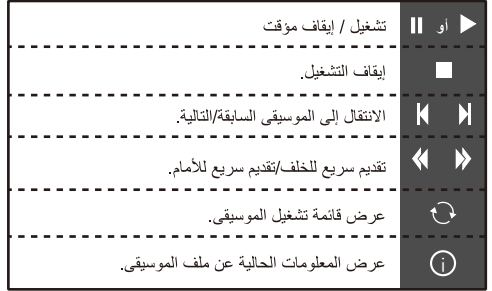 أو
تشغيل / إيقاف مؤقت
إيقاف التشغيل.
الانتقال إلى الموسيقى السابقة/التالية.
تقديم سريع للخلف/تقديم سريع للأمام.
عرض قائمة تشغيل الموسيقى.
عرض المعلومات الحالية عن ملف الموسيقى.